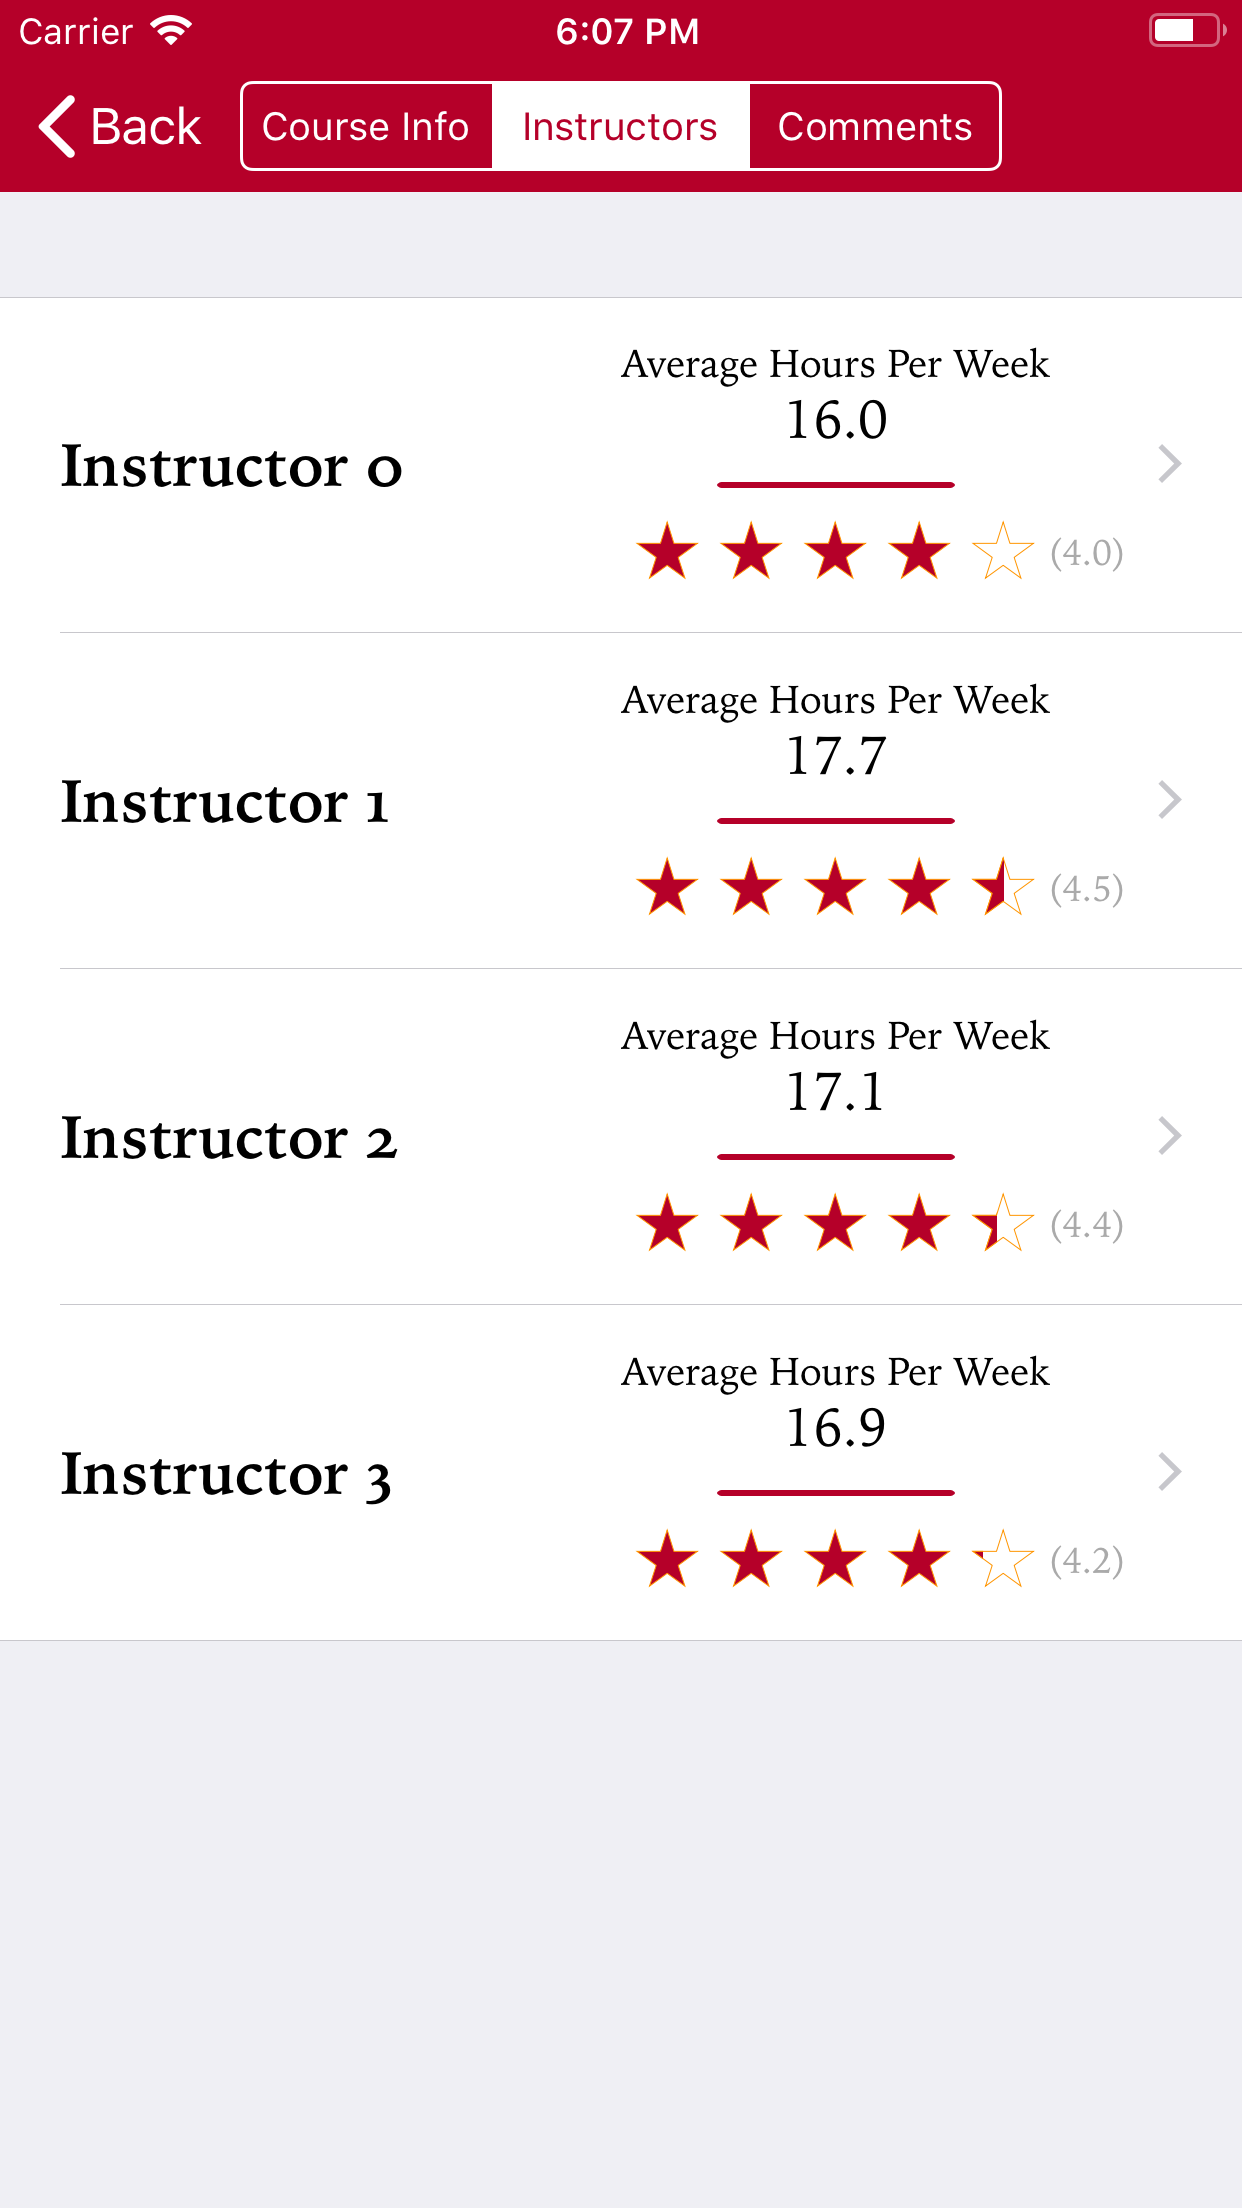 Carrier 6:07 PM
Back Course Info Instructors Comments
Average Hours Per Week
16.0
Instructor 0
(4.0)
Average Hours Per Week
17.7
Instructor 1
(4.5)
Average Hours Per Week
17.1
Instructor 2
(4.4)
Average Hours Per Week
16.9
Instructor 3
(4.2)